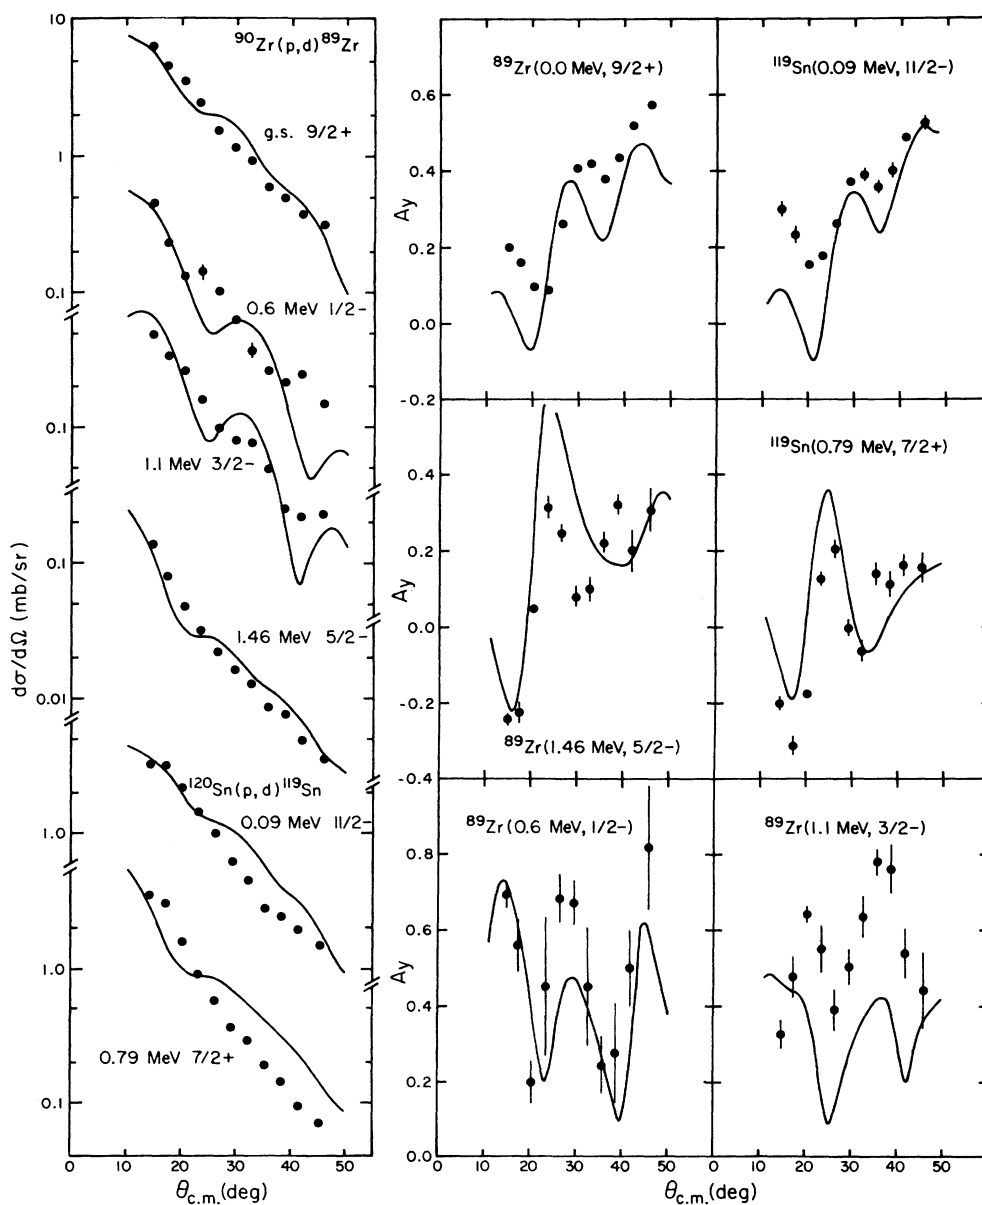 10
⁹⁰Zr(p,d)⁸⁹Zr
g.s. 9/2+
1
0.1
0.6 MeV 1/2-
0.1
1.1 MeV 3/2-
0.1
1.46 MeV 5/2-
0.01
¹²⁰Sn(p,d)¹¹⁹Sn
0.09 MeV 11/2-
1.0
1.0
0.79 MeV 7/2+
0.1
dσ/dΩ (mb/sr)
0 10 20 30 40 50
θc.m.(deg)
⁸⁹Zr(0.0 MeV, 9/2+)
0.6
0.4
Ay
0.2
0.0
-0.2
¹¹⁹Sn(0.09 MeV, 11/2-)
0.4
0.2
Ay
0.0
-0.2
⁸⁹Zr(1.46 MeV, 5/2-)
-0.4
¹¹⁹Sn(0.79 MeV, 7/2+)
⁸⁹Zr(0.6 MeV, 1/2-)
0.8
0.6
Ay
0.4
0.2
0.0
⁸⁹Zr(1.1 MeV, 3/2-)
0 10 20 30 40 50
0 10 20 30 40 50
θc.m.(deg)